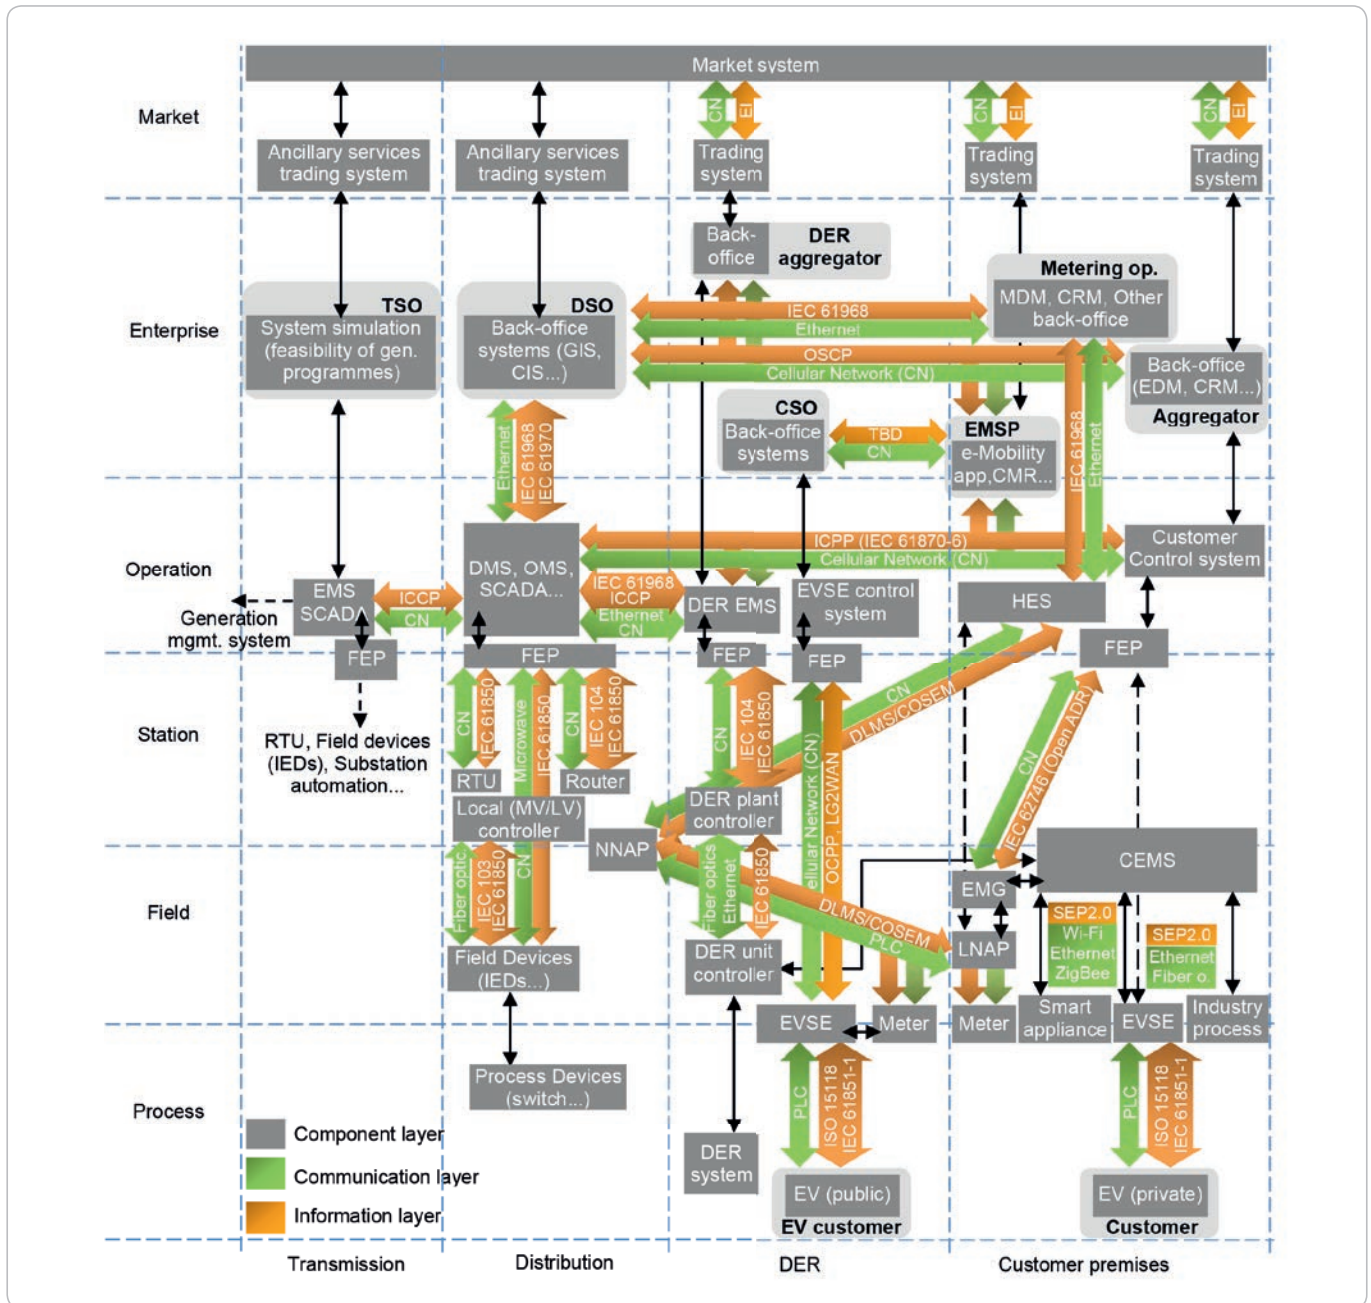 Market system
Market
CN
EI
CN
EI
CN
EI
Ancillary services
trading system
Ancillary services
trading system
Trading
system
Trading
system
Trading
system
Enterprise
TSO
System simulation
(feasibility of gen.
programmes)
DSO
Back-office
systems (GIS,
CIS...)
Back-
office
DER
aggregator
Metering op.
MDM, CRM, Other
back-office
IEC 61968
Ethernet
OSCP
Cellular Network (CN)
Back-office
(EDM, CRM...)
Aggregator
CSO
Back-office
systems
TBD
CN
EMSP
e-Mobility
app,CMR...
IEC 61968
Ethernet
Ethernet
IEC 61968
IEC 61970
Operation
EMS
SCADA
Generation
mgmt. system
FEP
ICCP
CN
DMS, OMS,
SCADA...
FEP
ICPP (IEC 61870-6)
Cellular Network (CN)
IEC 61968
ICCP
Ethernet
CN
DER EMS
FEP
EVSE control
system
FEP
HES
Customer
Control system
FEP
Station
RTU, Field devices
(IEDs), Substation
automation...
CN
IEC 61850
Microwave
IEC 61850
CN
IEC 104
IEC 61850
CN
IEC 104
IEC 61850
CN
DLMS/COSEM
CN
IEC 62746 (Open ADR)
RTU
Router
Local (MV/LV)
controller
NNAP
DER plant
controller
ellular Network (CN)
OCPP, LG2WAN
Field
Fiber optic.
IEC 103
IEC 61850
CN
Fiber optics
Ethernet
IEC 61850
DLMS/COSEM
PLC
CEMS
EMG
LNAP
SEP2.0
Wi-Fi
Ethernet
ZigBee
SEP2.0
Ethernet
Fiber o.
Field Devices
(IEDs...)
DER unit
controller
EVSE
Meter
Meter
Smart
appliance
EVSE
Industry
process
Process
Process Devices
(switch...)
PLC
ISO 15118
IEC 61851-1
PLC
ISO 15118
IEC 61851-1
DER
system
EV (public)
EV customer
EV (private)
Customer
Component layer
Communication layer
Information layer
Transmission
Distribution
DER
Customer premises